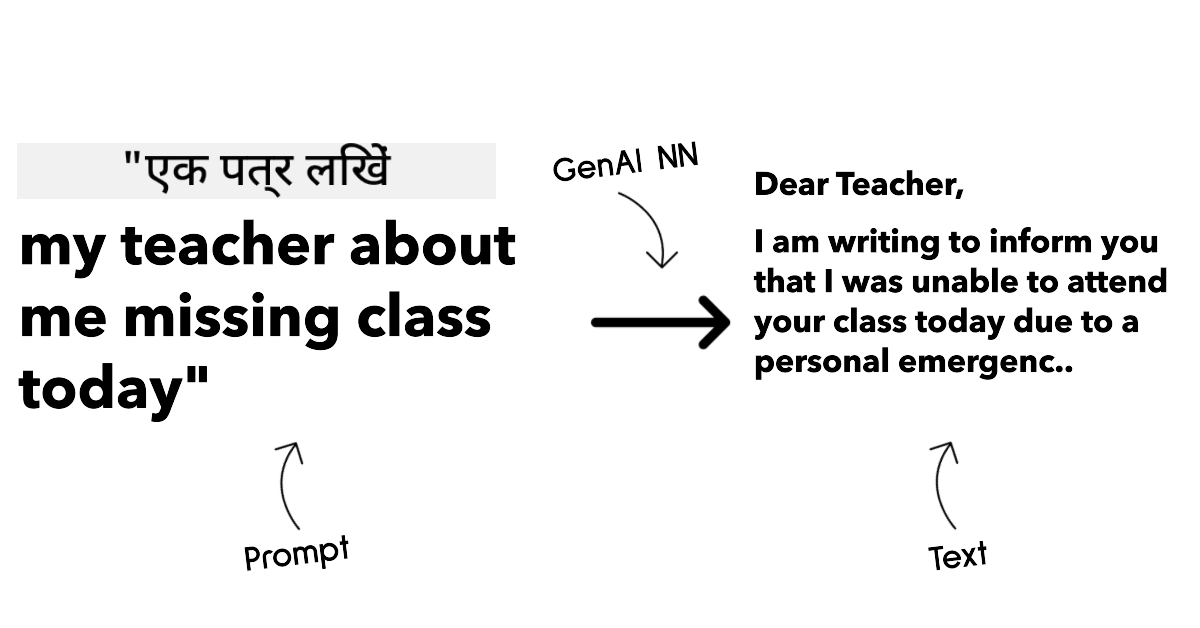 "एक पत्र लिखें
my teacher about
me missing class
today"
Prompt
GenAI NN
Dear Teacher,
I am writing to inform you
that I was unable to attend
your class today due to a
personal emergenc..
Text